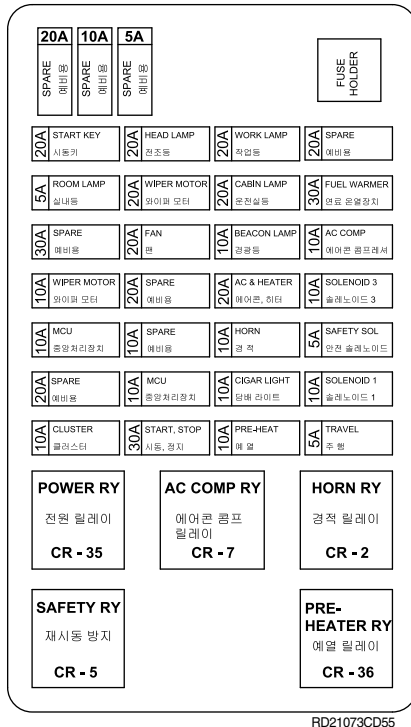 20A 10A 5A
SPARE
예비용
SPARE
예비용
SPARE
예비용
FUSE
HOLDER
20A START KEY
시동키
20A HEAD LAMP
전조등
20A WORK LAMP
작업등
20A SPARE
예비용
5A ROOM LAMP
실내등
20A WIPER MOTOR
와이퍼 모터
20A CABIN LAMP
운전실등
30A FUEL WARMER
연료 온열장치
30A SPARE
예비용
20A FAN
팬
10A BEACON LAMP
경광등
10A AC COMP
에어콘 콤프레셔
10A WIPER MOTOR
와이퍼 모터
20A SPARE
예비용
20A AC & HEATER
에어콘, 히터
10A SOLENOID 3
솔레노이드 3
10A MCU
중앙처리장치
10A SPARE
예비용
10A HORN
경 적
5A SAFETY SOL
안전 솔레노이드
20A SPARE
예비용
10A MCU
중앙처리장치
10A CIGAR LIGHT
담배 라이트
10A SOLENOID 1
솔레노이드 1
10A CLUSTER
클러스터
30A START, STOP
시동, 정지
10A PRE-HEAT
예 열
5A TRAVEL
주 행
POWER RY
전원 릴레이
CR - 35
AC COMP RY
에어콘 콤프
릴레이
CR - 7
HORN RY
경적 릴레이
CR - 2
SAFETY RY
재시동 방지
CR - 5
PRE-
HEATER RY
예열 릴레이
CR - 36
RD21073CD55